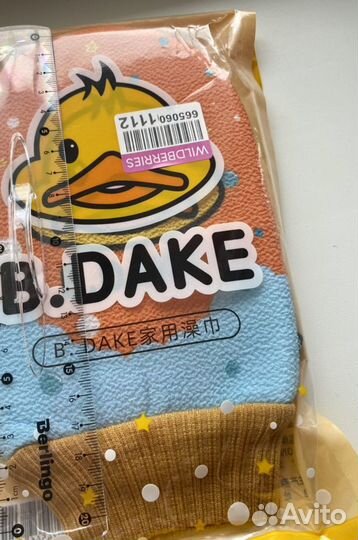 WILDBERRIES
665060 1112
B.DAKE
B. DAKE家用澡巾
Berlingo
Avito